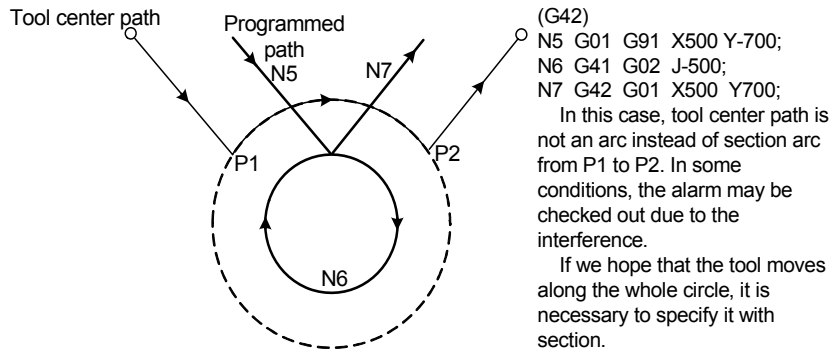 Tool center path
Programmed
path
N5
N7
P1
P2
N6
(G42)
N5 G01 G91 X500 Y-700;
N6 G41 G02 J-500;
N7 G42 G01 X500 Y700;
In this case, tool center path is
not an arc instead of section arc
from P1 to P2. In some
conditions, the alarm may be
checked out due to the
interference.
If we hope that the tool moves
along the whole circle, it is
necessary to specify it with
section.